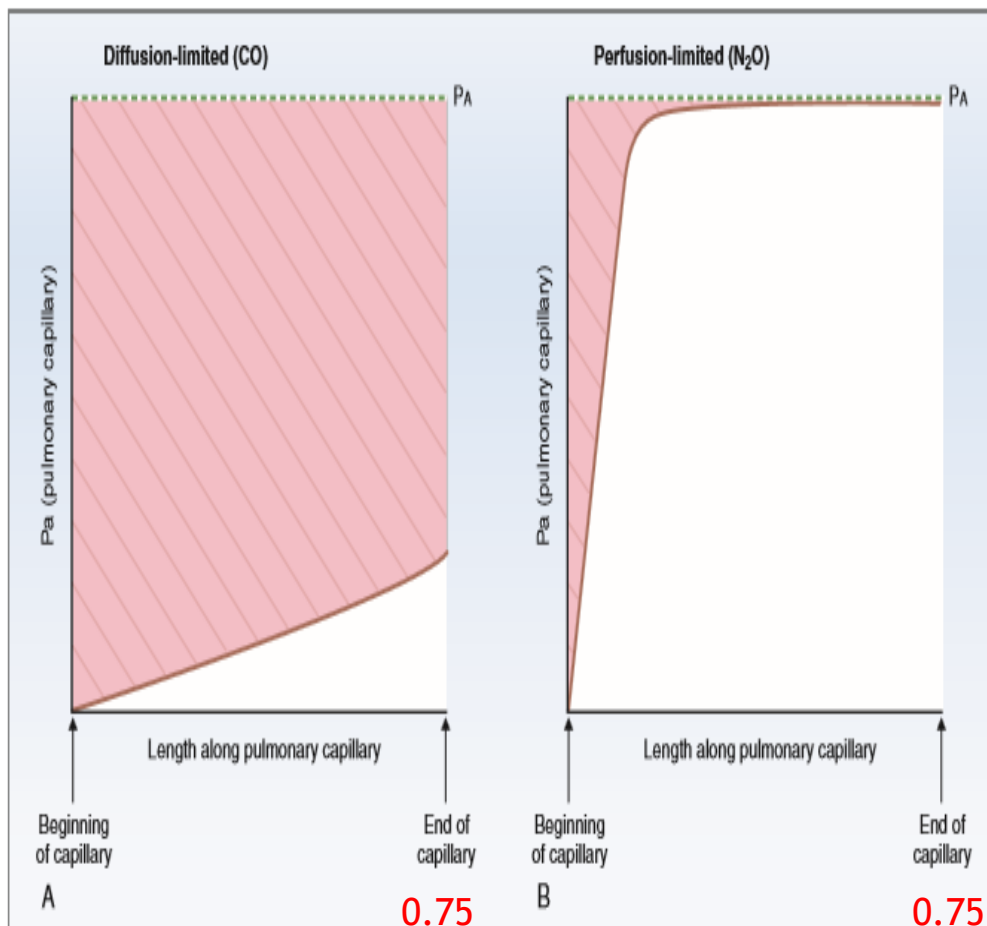 Diffusion-limited (CO)
PA
Pa (pulmonary capillary)
Length along pulmonary capillary
Beginning
of capillary
End of
capillary
A
0.75
Perfusion-limited (N₂O)
PA
Pa (pulmonary capillary)
Length along pulmonary capillary
Beginning
of capillary
End of
capillary
B
0.75